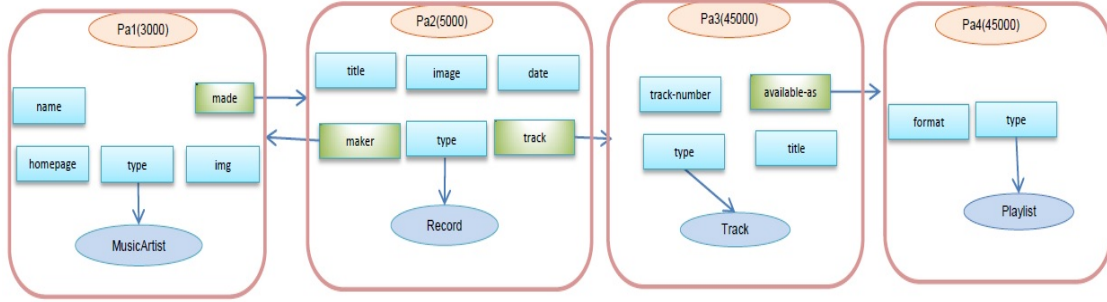 Pa1(3000)
name
made
homepage
type
img
MusicArtist
Pa2(5000)
title
image
date
maker
type
track
Record
Pa3(45000)
track-number
available-as
type
title
Track
Pa4(45000)
format
type
Playlist